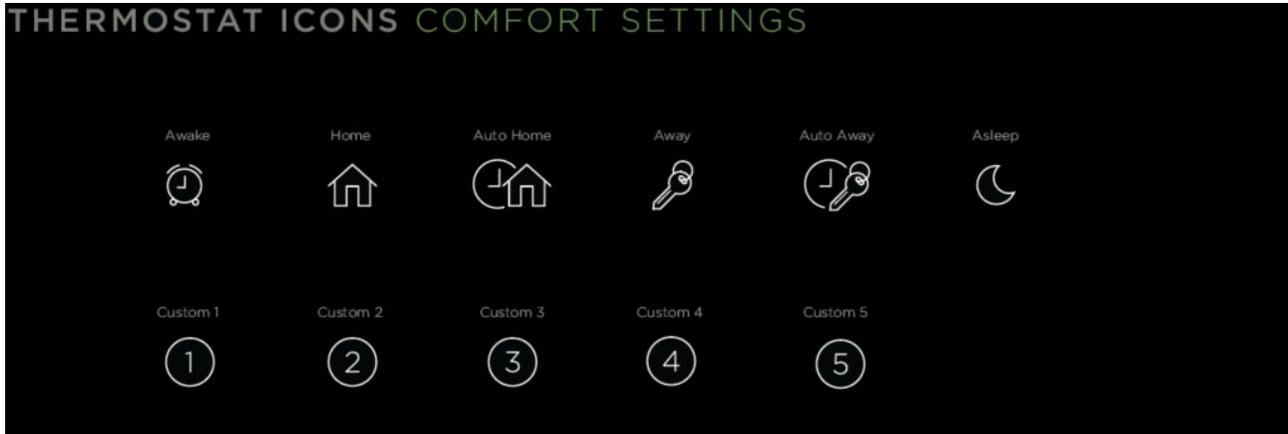 THERMOSTAT ICONS COMFORT SETTINGS
Awake Home Auto Home Away Auto Away Asleep
Custom 1 Custom 2 Custom 3 Custom 4 Custom 5
1 2 3 4 5